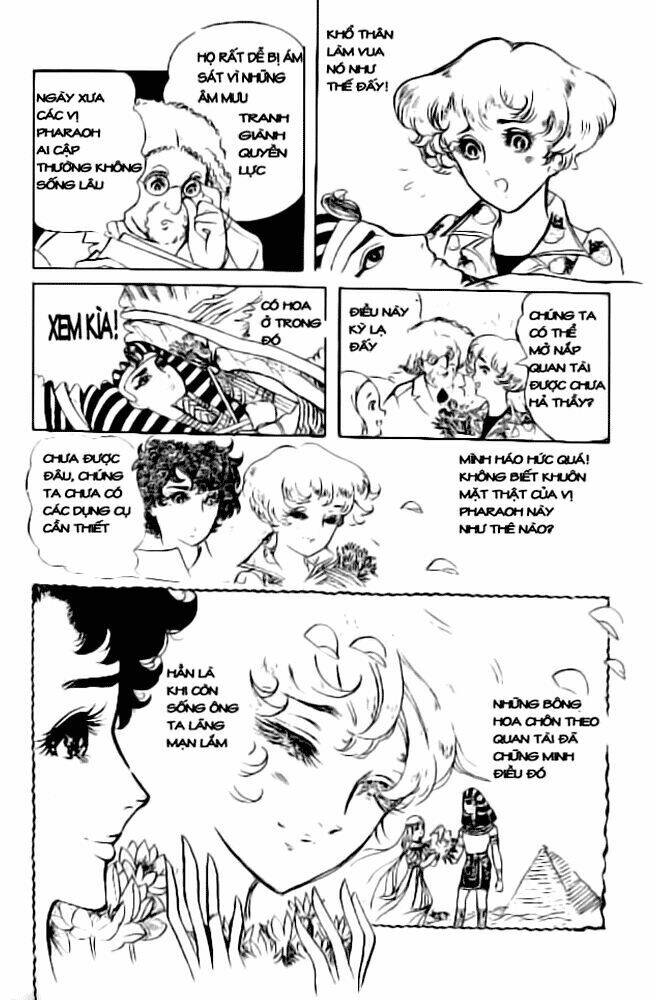 NGÀY XƯA
CÁC VỊ
PHARAOH
AI CẬP
THƯỜNG KHÔNG
SỐNG LÂU
HỌ RẤT DỄ BỊ ÁM
SÁT VÌ NHỮNG
ÂM MƯU
TRANH
GIÀNH
QUYỀN
LỰC
KHỔ THÂN
LÀM VUA
NÓ NHƯ
THẾ ĐẤY!
XEM KÌA!
CÓ HOA
Ở TRONG
ĐÓ
ĐIỀU NÀY
KỲ LẠ
ĐẤY
CHÚNG TA
CÓ THỂ
MỞ NẮP
QUAN TÀI
ĐƯỢC CHƯA
HẢ THẦY?
CHƯA ĐƯỢC
ĐÂU, CHÚNG
TA CHƯA CÓ
CÁC DỤNG CỤ
CẦN THIẾT
MÌNH HÁO HỨC QUÁ!
KHÔNG BIẾT KHUÔN
MẶT THẬT CỦA VỊ
PHARAOH NÀY
NHƯ THẾ NÀO?
HẲN LÀ
KHI CÒN
SỐNG ÔNG
TA LÃNG
MẠN LẮM
NHỮNG BÔNG
HOA CHÔN THEO
QUAN TÀI ĐÃ
CHỨNG MINH
ĐIỀU ĐÓ